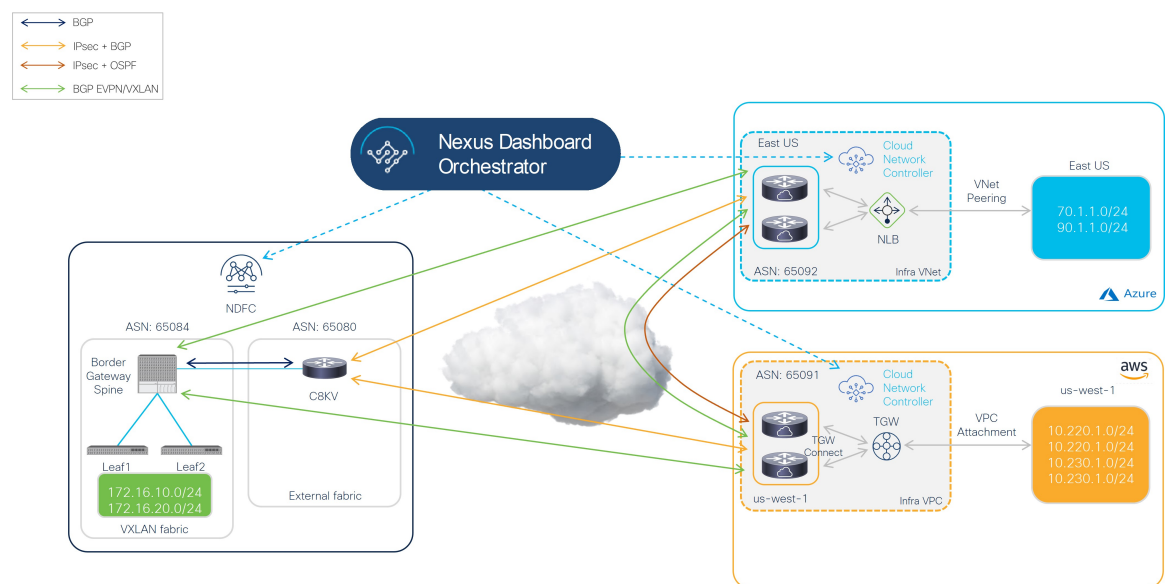 BGP
IPsec + BGP
IPsec + OSPF
BGP EVPN/VXLAN
Nexus Dashboard
Orchestrator
East US
Cloud
Network
Controller
NLB
ASN: 65092
Infra VNet
VNet
Peering
East US
70.1.1.0/24
90.1.1.0/24
Azure
NDFC
ASN: 65084
ASN: 65080
Border
Gateway
Spine
C8KV
Leaf1
Leaf2
172.16.10.0/24
172.16.20.0/24
VXLAN fabric
External fabric
ASN: 65091
Cloud
Network
Controller
TGW
TGW
Connect
us-west-1
Infra VPC
VPC
Attachment
aws
us-west-1
10.220.1.0/24
10.220.1.0/24
10.230.1.0/24
10.230.1.0/24